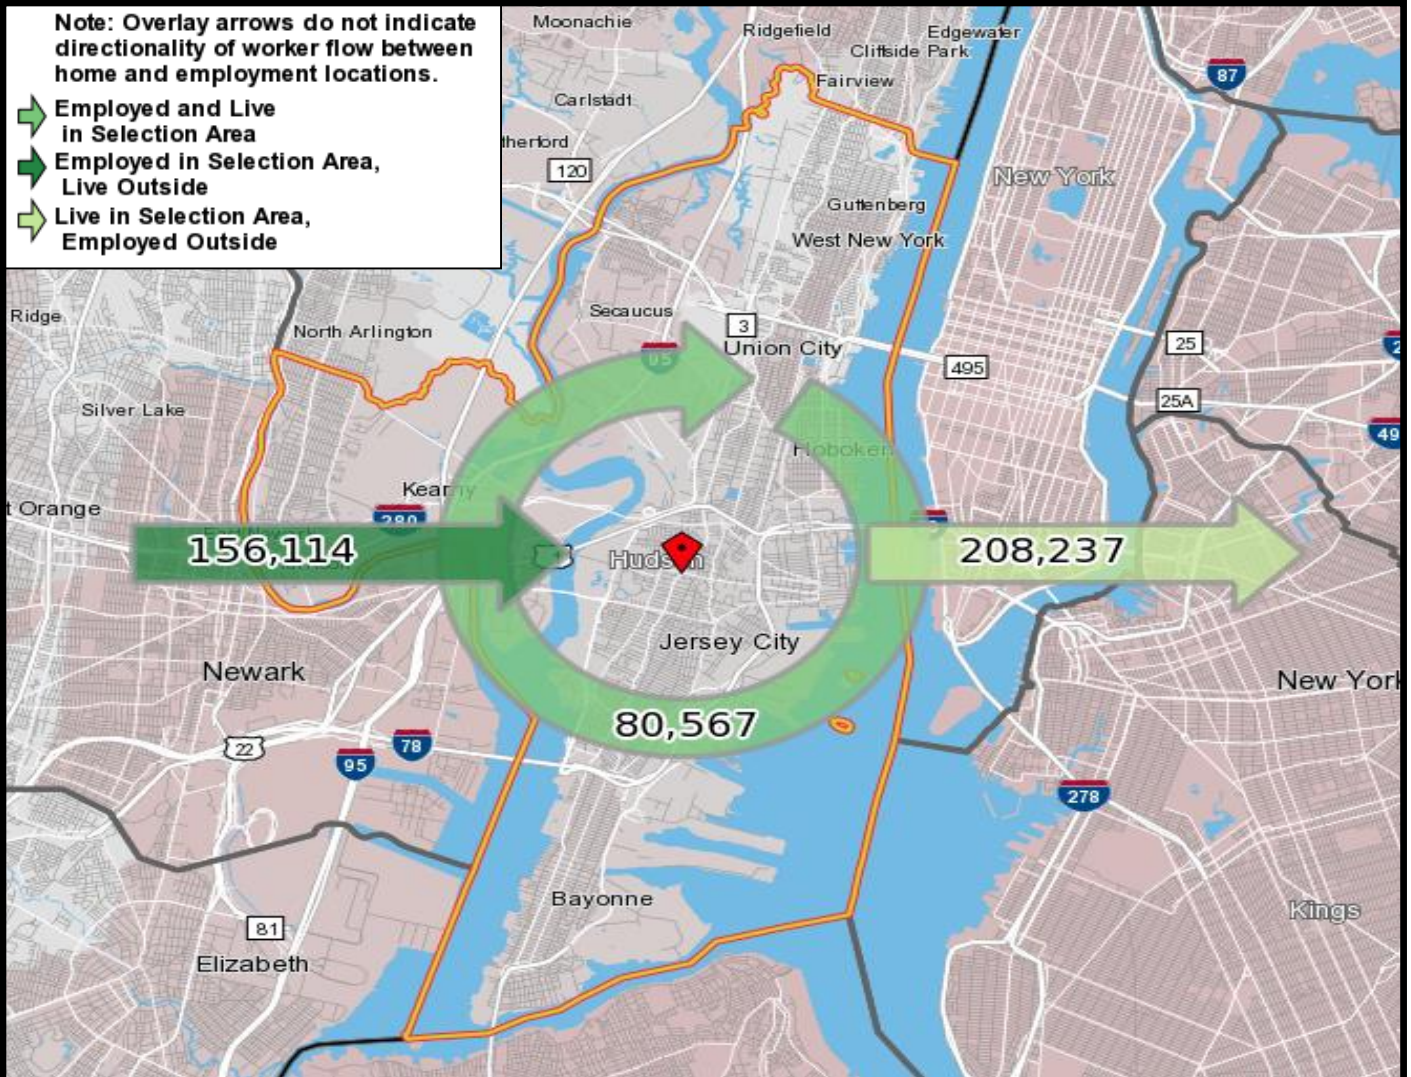 Note: Overlay arrows do not indicate
directionality of worker flow between
home and employment locations.
Employed and Live
in Selection Area
Employed in Selection Area,
Live Outside
Live in Selection Area,
Employed Outside
Moonachie
Ridgefield
Edgewater
Cliffside Park
Fairview
87
Carlstadt
therford
120
New York
Guttenberg
West New York
Secaucus
Ridge
North Arlington
3
Union City
25
495
25A
Silver Lake
49
Hoboken
Kearny
t Orange
280
156,114
Hudson
208,237
Jersey City
Newark
New York
80,567
22
78
95
278
Bayonne
Kings
81
Elizabeth